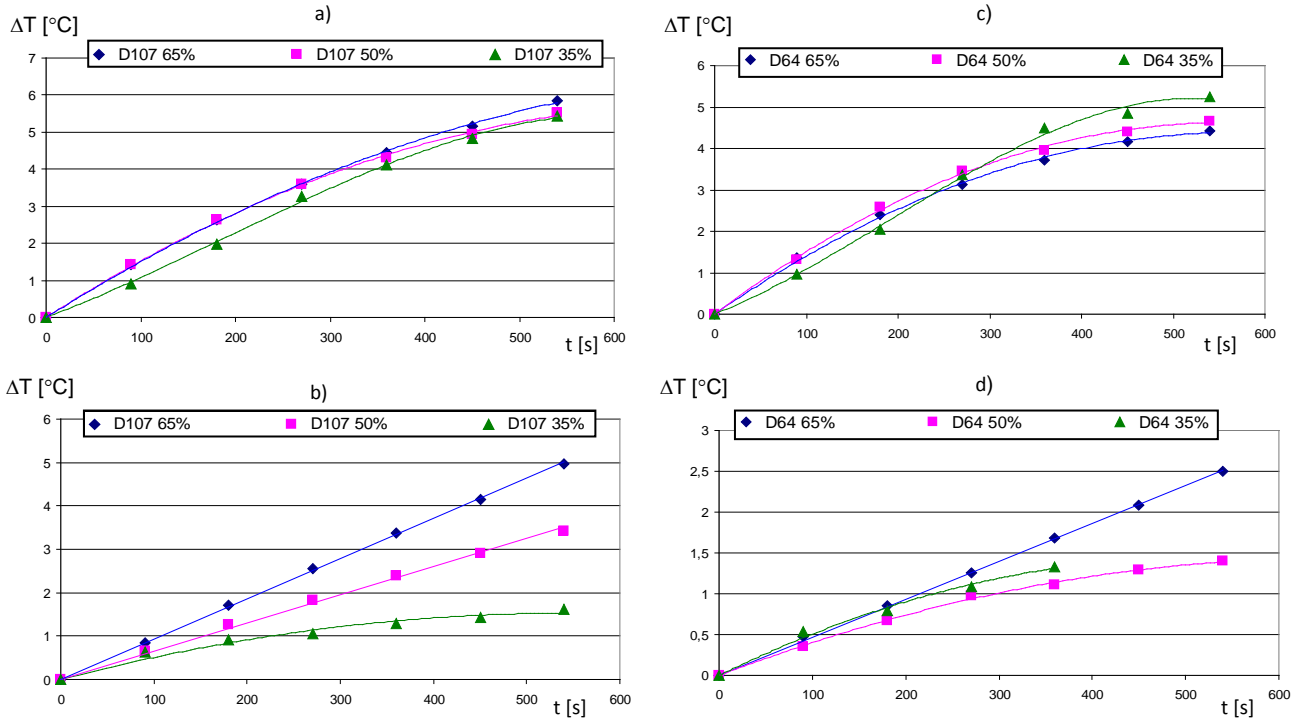 a)
ΔT [°C]
D107 65% D107 50% D107 35%
7
6
5
4
3
2
1
0
0 100 200 300 400 500 600
t [s]
c)
ΔT [°C]
D64 65% D64 50% D64 35%
6
5
4
3
2
1
0
0 100 200 300 400 500 600
t [s]
b)
ΔT [°C]
D107 65% D107 50% D107 35%
6
5
4
3
2
1
0
0 100 200 300 400 500 600
t [s]
d)
ΔT [°C]
D64 65% D64 50% D64 35%
3
2,5
2
1,5
1
0,5
0
0 100 200 300 400 500 600
t [s]